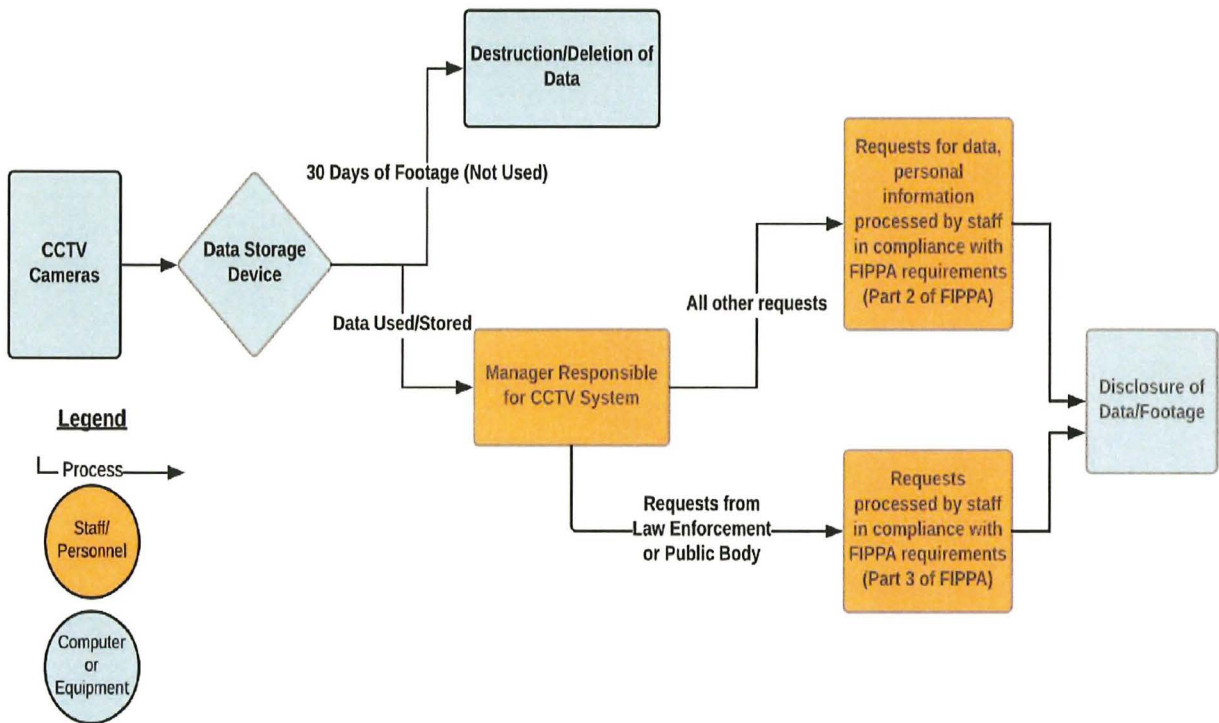 Destruction/Deletion of
Data
30 Days of Footage (Not Used)
CCTV
Cameras
Data Storage
Device
Data Used/Stored
Manager Responsible
for CCTV System
All other requests
Requests for data,
personal
information
processed by staff
in compliance with
FIPPA requirements
(Part 2 of FIPPA)
Requests from
Law Enforcement
or Public Body
Requests
processed by staff
in compliance with
FIPPA requirements
(Part 3 of FIPPA)
Disclosure of
Data/Footage
Legend
Process
Staff/
Personnel
Computer
or
Equipment